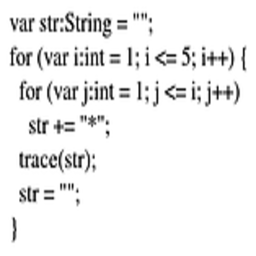 var str:String = "";
for (var i:int = 1; i <= 5; i++) {
for (var j:int = 1; j <= i; j++)
str += "*";
trace(str);
str = "";
}